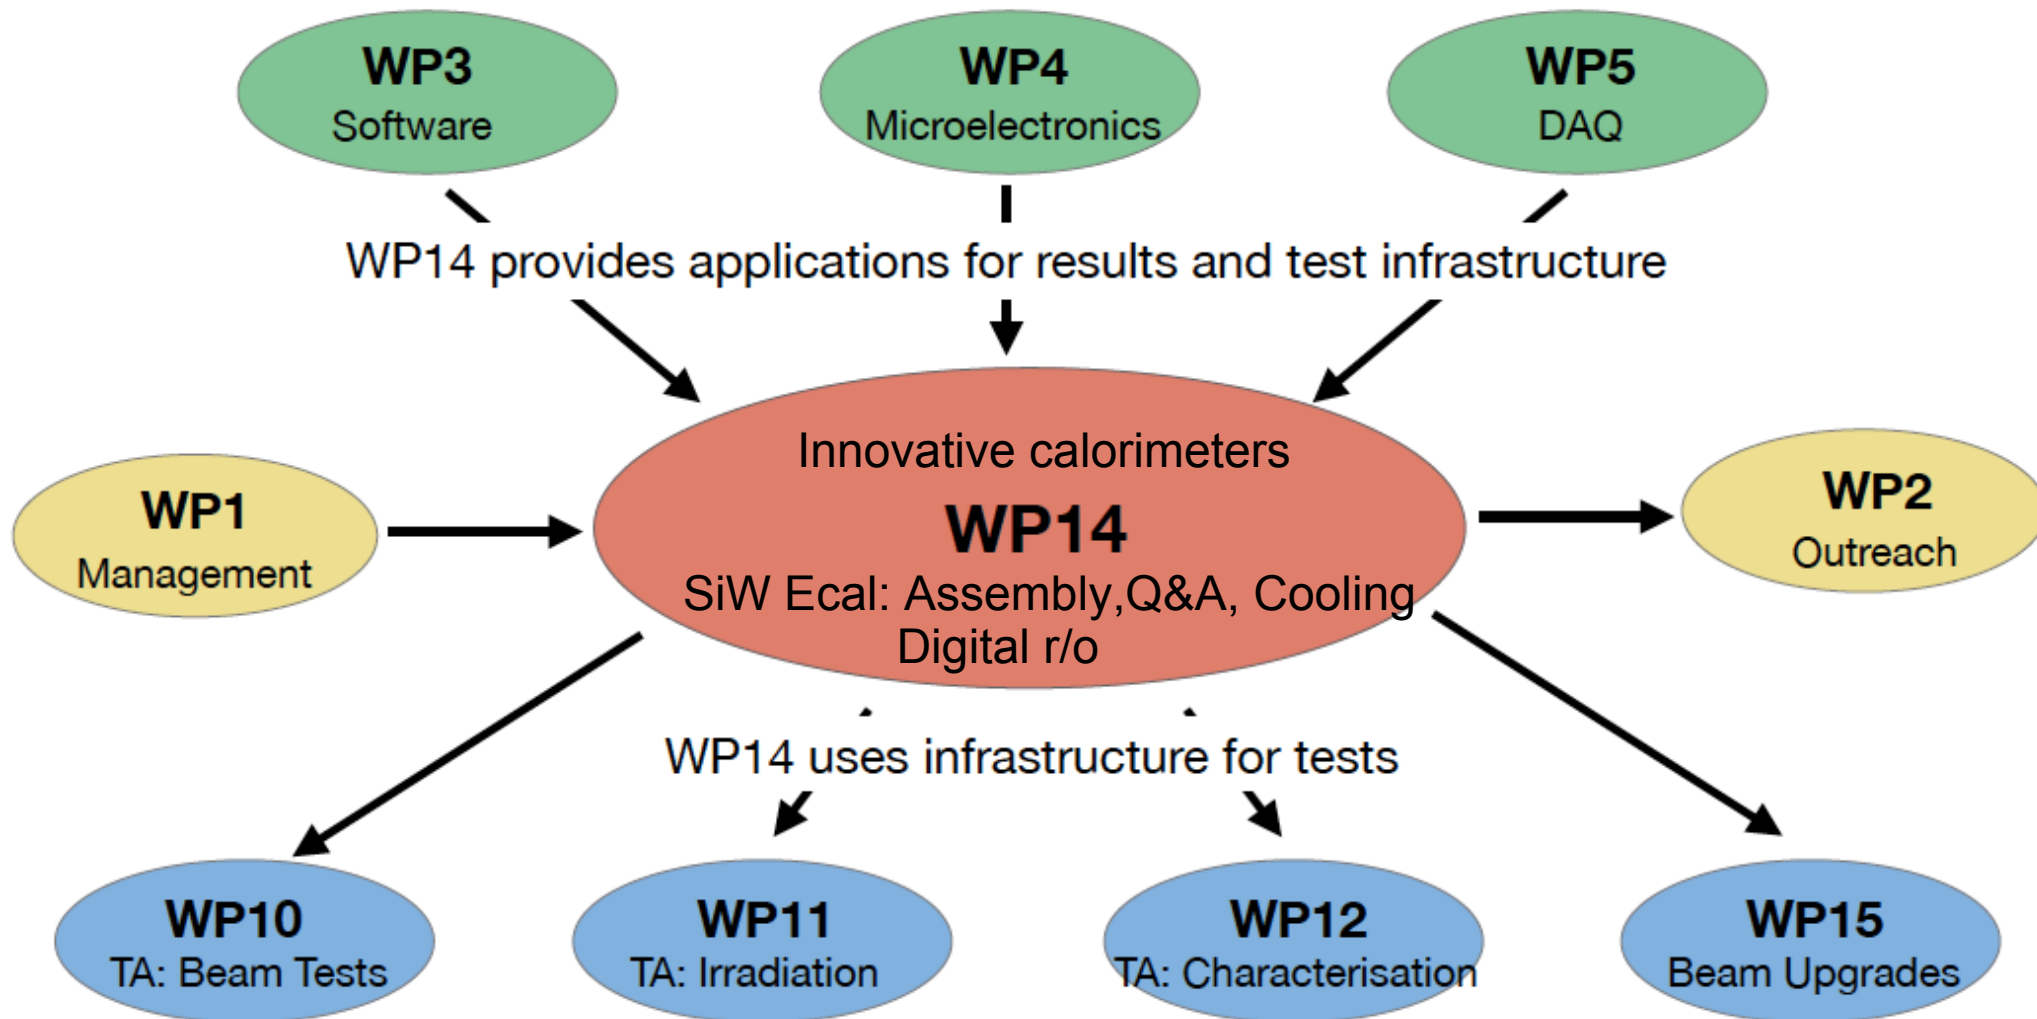 WP3
Software
WP4
Microelectronics
WP5
DAQ
WP14 provides applications for results and test infrastructure
WP1
Management
Innovative calorimeters
WP14
SiW Ecal: Assembly,Q&A, Cooling
Digital r/o
WP2
Outreach
WP14 uses infrastructure for tests
WP10
TA: Beam Tests
WP11
TA: Irradiation
WP12
TA: Characterisation
WP15
Beam Upgrades